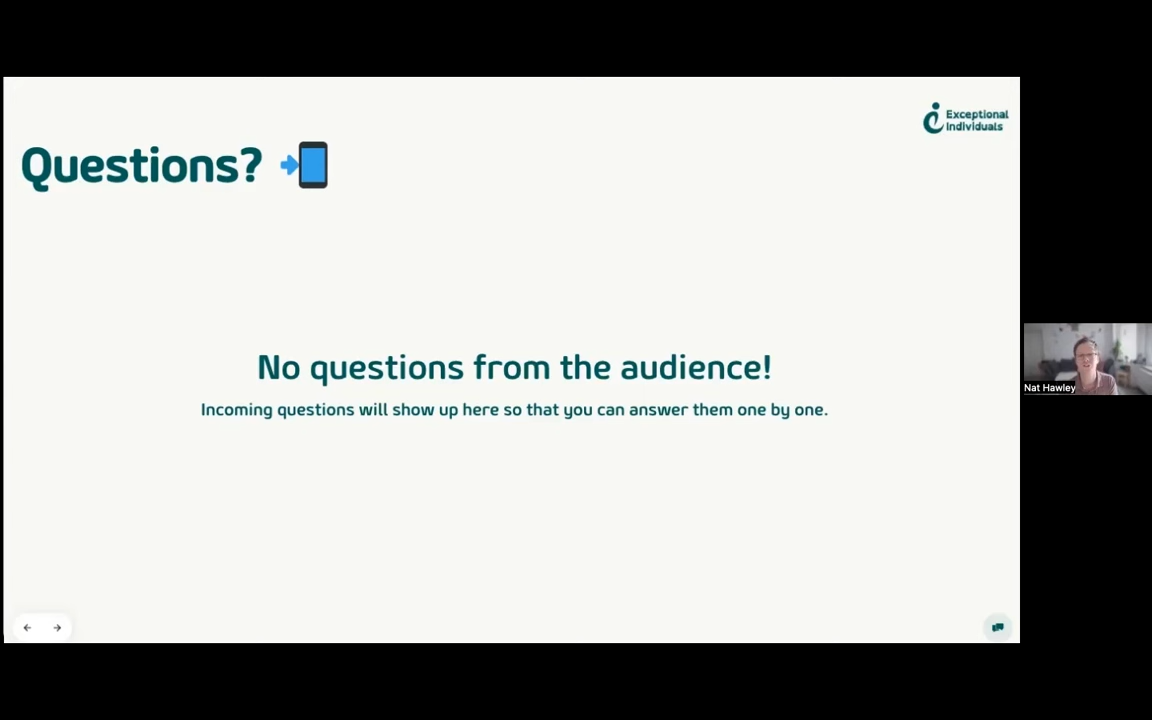 Exceptional
Individuals
Questions?
No questions from the audience!
Incoming questions will show up here so that you can answer them one by one.
Nat Hawley